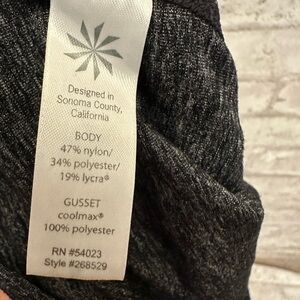 Designed in
Sonoma County,
California
BODY
47% nylon/
34% polyester/
19% lycra®
GUSSET
coolmax®
100% polyester
RN #54023
Style #268529